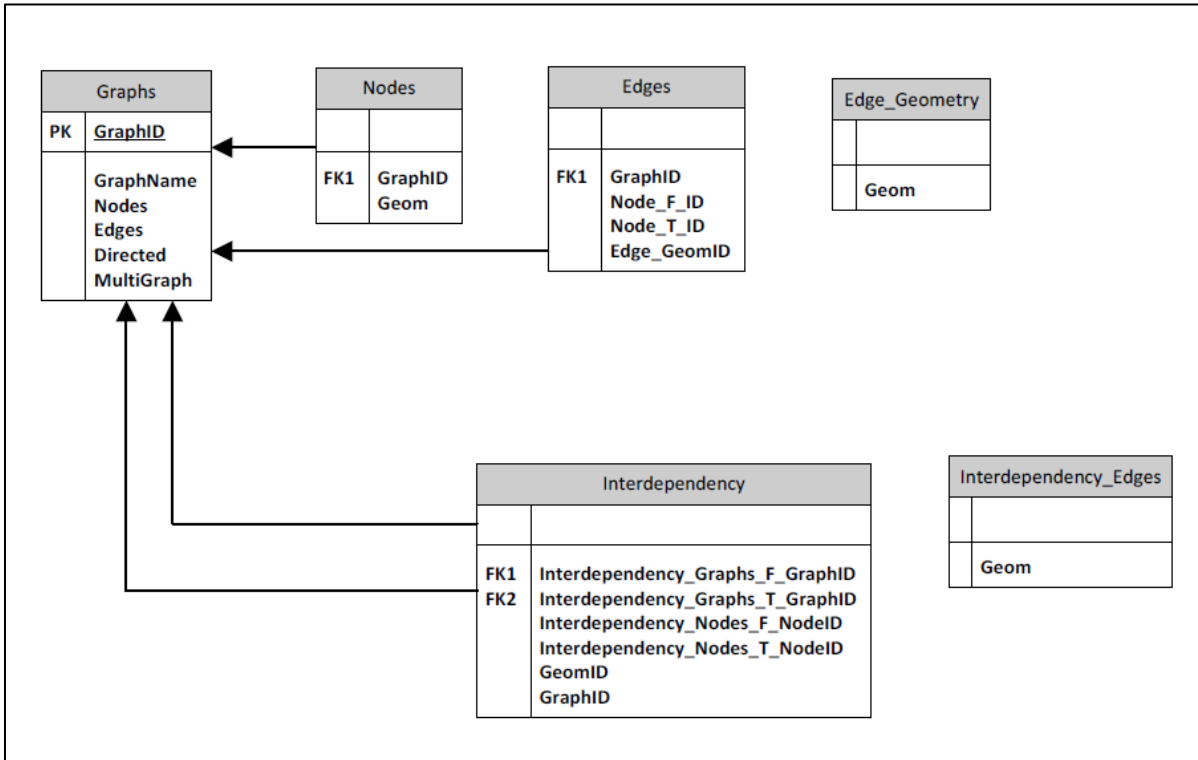 Graphs
PK GraphID
GraphName
Nodes
Edges
Directed
MultiGraph
Nodes
FK1 GraphID
Geom
Edges
FK1 GraphID
Node_F_ID
Node_T_ID
Edge_GeomID
Edge_Geometry
Geom
Interdependency
FK1 Interdependency_Graphs_F_GraphID
FK2 Interdependency_Graphs_T_GraphID
Interdependency_Nodes_F_NodeID
Interdependency_Nodes_T_NodeID
GeomID
GraphID
Interdependency_Edges
Geom